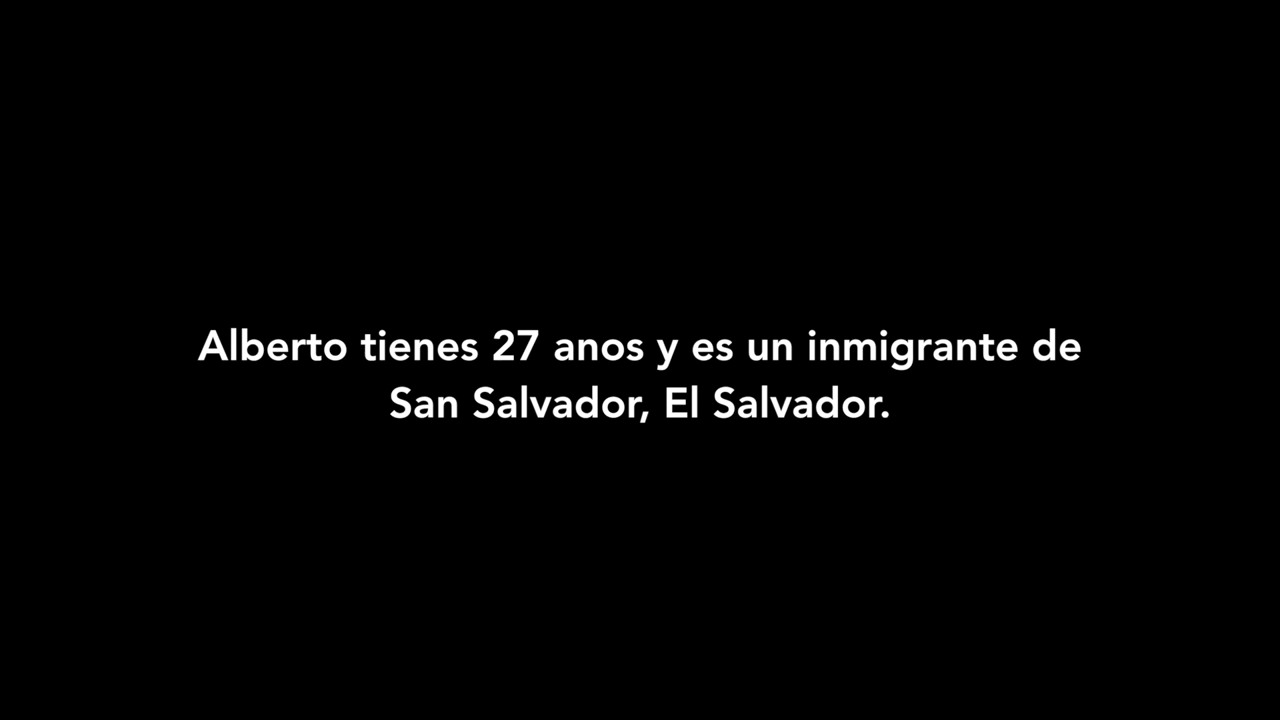 Alberto tienes 27 anos y es un inmigrante de
San Salvador, El Salvador.